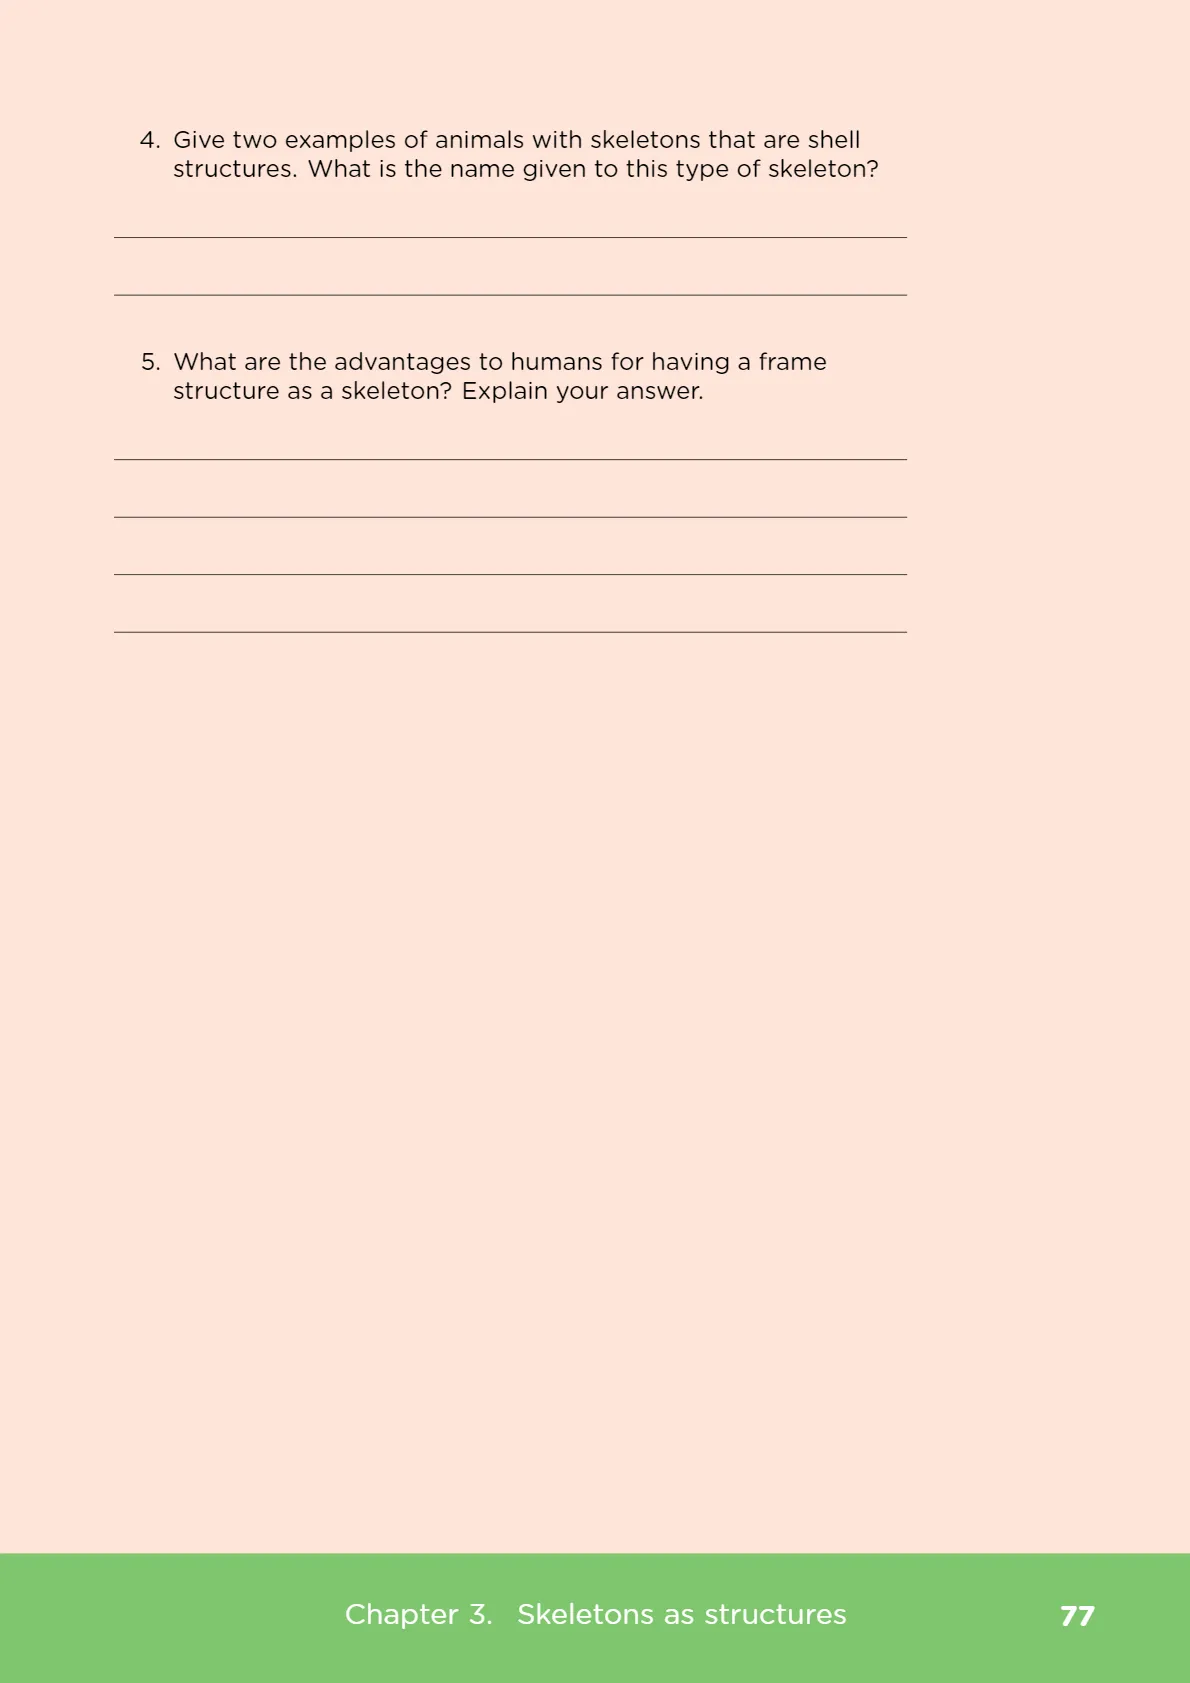 4. Give two examples of animals with skeletons that are shell
structures. What is the name given to this type of skeleton?
5. What are the advantages to humans for having a frame
structure as a skeleton? Explain your answer.
Chapter 3. Skeletons as structures 77